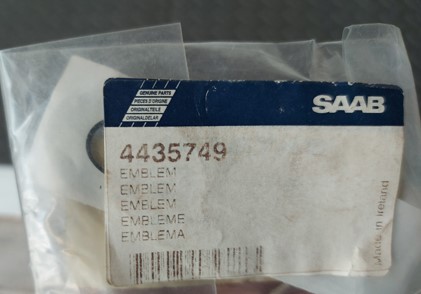 GENUINE PARTS
PIECES D'ORIGINE
ORIGINALTEILE
ORIGINALDELAR
SAAB
4435749
EMBLEM
EMBLEM
EMBLEM
EMBLEME
EMBLEMA
Made in Ireland